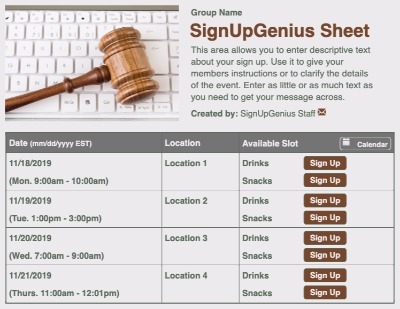 Group Name
SignUpGenius Sheet
This area allows you to enter descriptive text
about your sign up. Use it to give your
members instructions or to clarify the details
of the event. Enter as little or as much text as
you need to get your message across.
Created by: SignUpGenius Staff
Date (mm/dd/yyyy EST) Location Available Slot Calendar
11/18/2019 Location 1 Drinks Sign Up
(Mon. 9:00am - 10:00am) Snacks Sign Up
11/19/2019 Location 2 Drinks Sign Up
(Tue. 1:00pm - 3:00pm) Snacks Sign Up
11/20/2019 Location 3 Drinks Sign Up
(Wed. 7:00am - 9:00am) Snacks Sign Up
11/21/2019 Location 4 Drinks Sign Up
(Thurs. 11:00am - 12:01pm) Snacks Sign Up